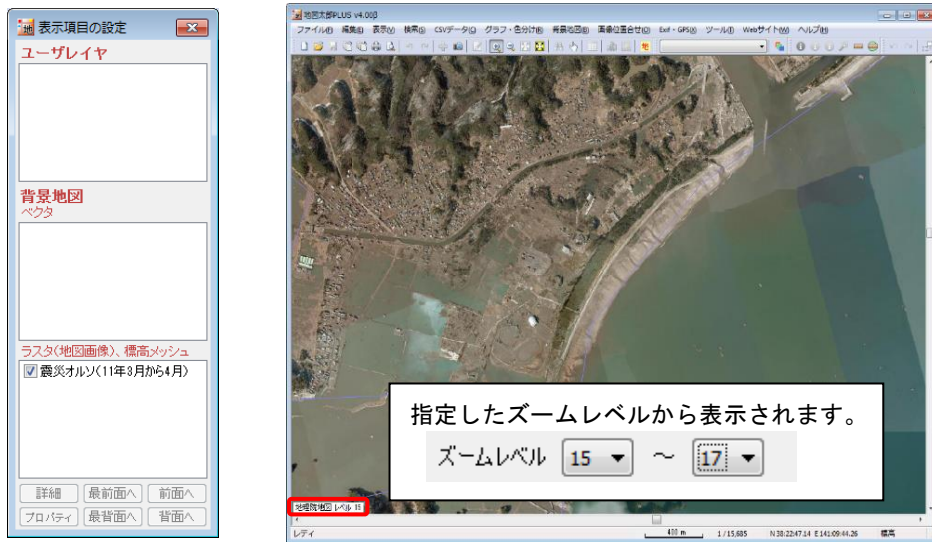 表示項目の設定
ユーザレイヤ
背景地図
ベクタ
ラスタ(地図画像)、標高メッシュ
震災オルソ(11年3月から4月)
詳細 最前面へ 前面へ
プロパティ 最背面へ 背面へ
地図太郎PLUS v4.00β
ファイル(F) 編集(E) 表示(V) 検索(S) CSVデータ(C) グラフ・色分け(R) 背景地図(B) 画像位置合せ(G) Exif・GPS(X) ツール(T) Webサイト(W) ヘルプ(H)
指定したズームレベルから表示されます。
ズームレベル 15 ～ 17
地理院地図 レベル 15
レディ 400 m 1/15,685 N 38:22:47.14 E 141:09:44.26 標高